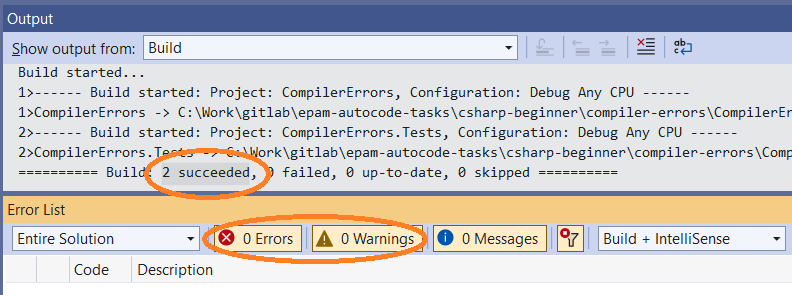 Output
Show output from: Build
Build started...
1>------ Build started: Project: CompilerErrors, Configuration: Debug Any CPU ------
1>CompilerErrors -> C:\Work\gitlab\epam-autocode-tasks\csharp-beginner\compiler-errors\CompilerEr
2>------ Build started: Project: CompilerErrors.Tests, Configuration: Debug Any CPU ------
2>CompilerErrors.Tests -> C:\Work\gitlab\epam-autocode-tasks\csharp-beginner\compiler-errors\Comp
========== Build: 2 succeeded, 0 failed, 0 up-to-date, 0 skipped ==========
Error List
Entire Solution 0 Errors 0 Warnings 0 Messages Build + IntelliSense
Code Description